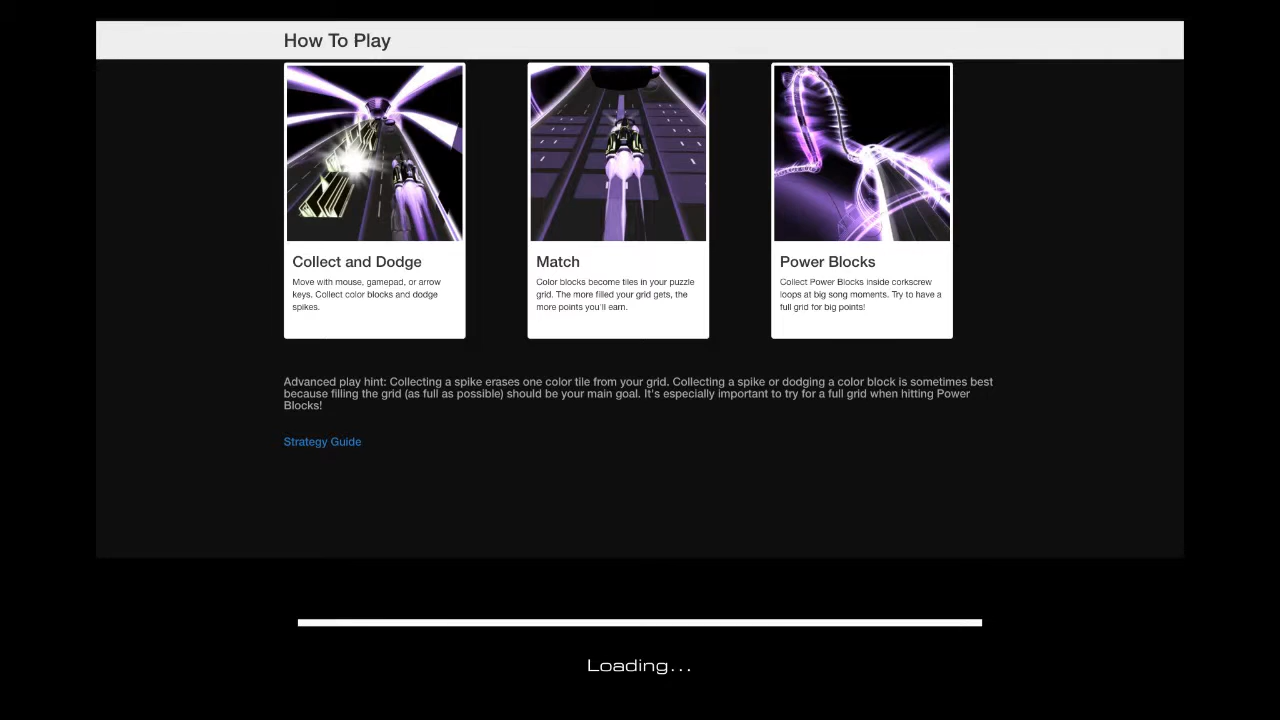 How To Play
Collect and Dodge
Move with mouse, gamepad, or arrow
keys. Collect color blocks and dodge
spikes.
Match
Color blocks become tiles in your puzzle
grid. The more filled your grid gets, the
more points you'll earn.
Power Blocks
Collect Power Blocks inside corkscrew
loops at big song moments. Try to have a
full grid for big points!
Advanced play hint: Collecting a spike erases one color tile from your grid. Collecting a spike or dodging a color block is sometimes best
because filling the grid (as full as possible) should be your main goal. It's especially important to try for a full grid when hitting Power
Blocks!
Strategy Guide
Loading...